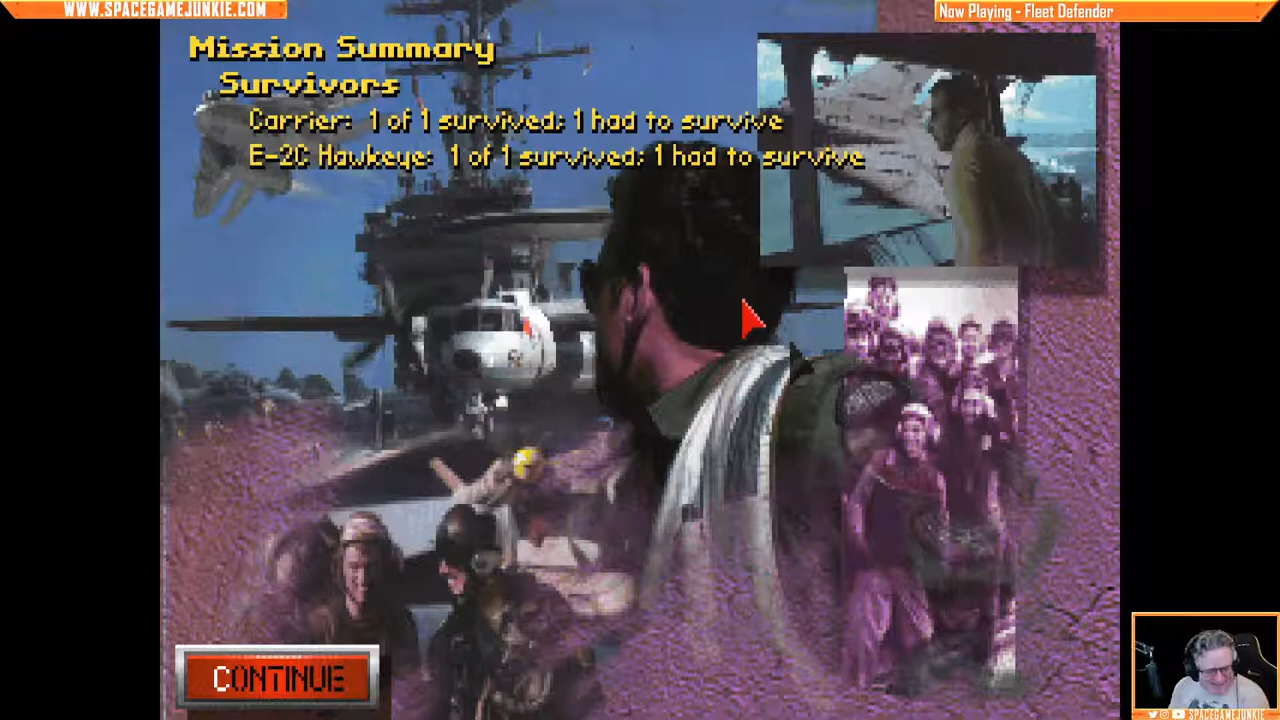 WWW.SPACEGAMEJUNKIE.COM
Now Playing - Fleet Defender
Mission Summary
Survivors
Carrier: 1 of 1 survived; 1 had to survive
E-2C Hawkeye: 1 of 1 survived; 1 had to survive
CONTINUE
SPACEGAMEJUNKIE